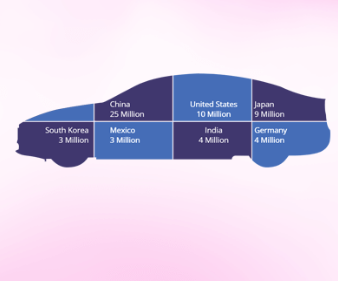 China
25 Million
United States
10 Million
Japan
9 Million
South Korea
3 Million
Mexico
3 Million
India
4 Million
Germany
4 Million